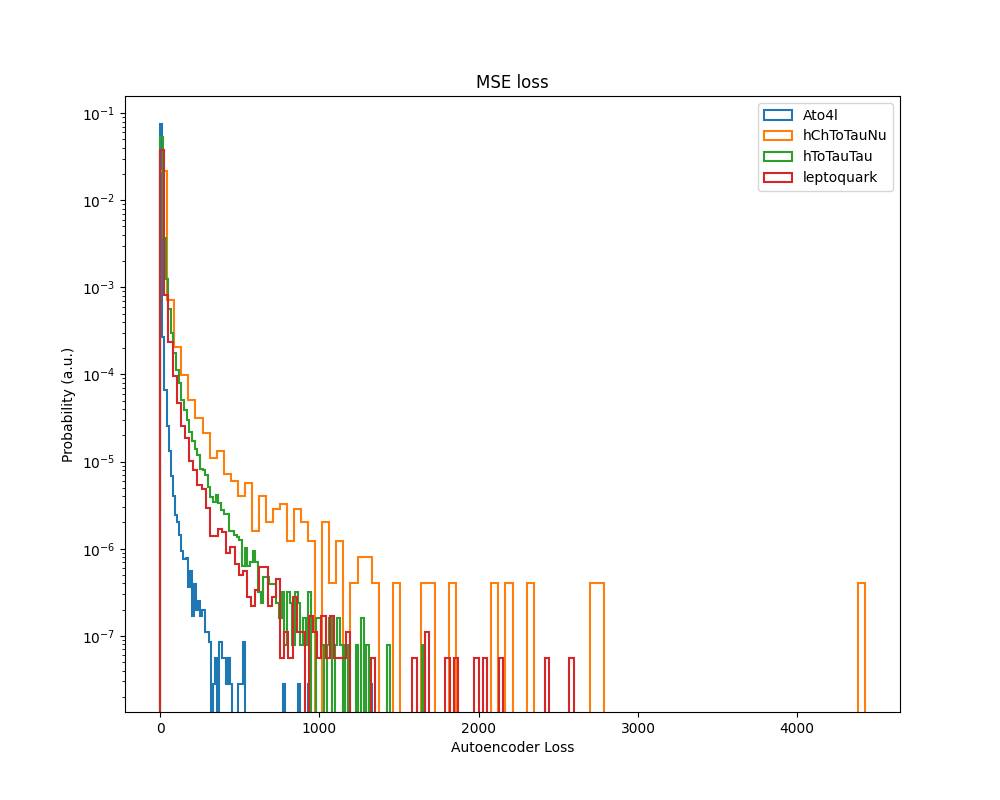 MSE loss
Ato4l
hChToTauNu
hToTauTau
leptoquark
Probability (a.u.)
10⁻¹
10⁻²
10⁻³
10⁻⁴
10⁻⁵
10⁻⁶
10⁻⁷
0 1000 2000 3000 4000
Autoencoder Loss